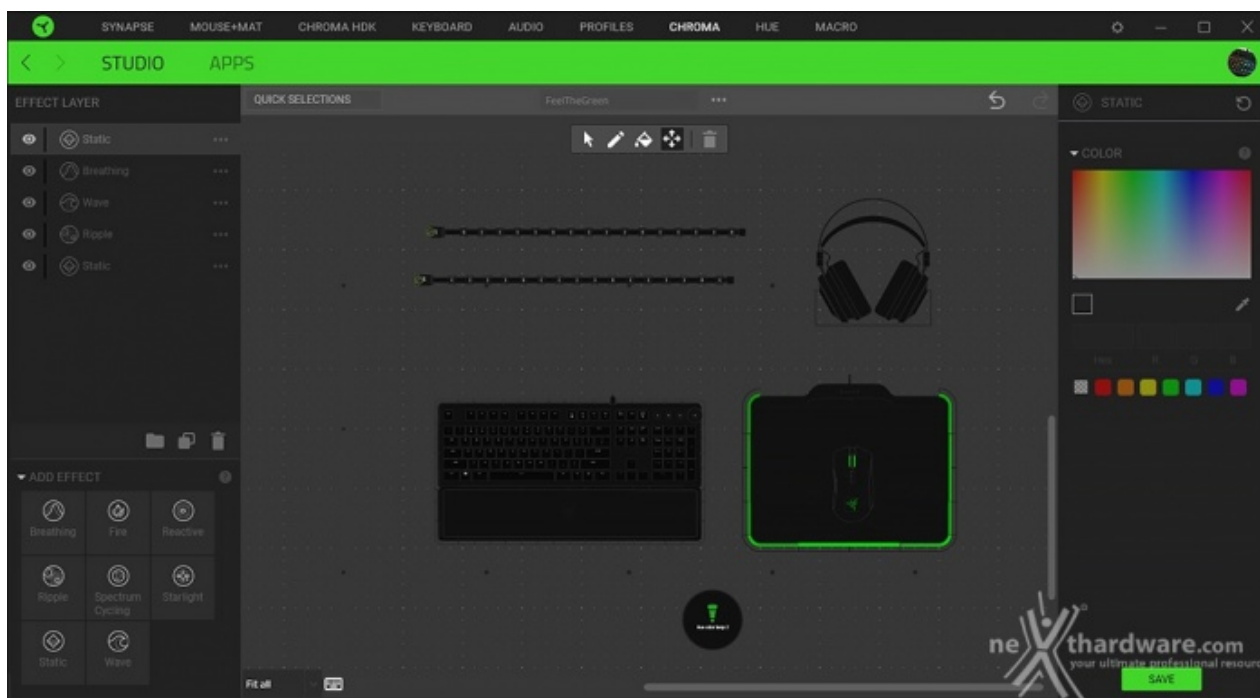 SYNAPSE MOUSE+MAT CHROMA HDK KEYBOARD AUDIO PROFILES CHROMA HUE MACRO
STUDIO APPS
EFFECT LAYER
QUICK SELECTIONS
FeelTheGreen
STATIC
Static
Breathing
Wave
Ripple
Static
COLOR
Hex R G B
ADD EFFECT
Breathing Fire Reactive
Ripple Spectrum Cycling Starlight
Static Wave
Fit all
nexthardware.com
your ultimate professional resource
SAVE